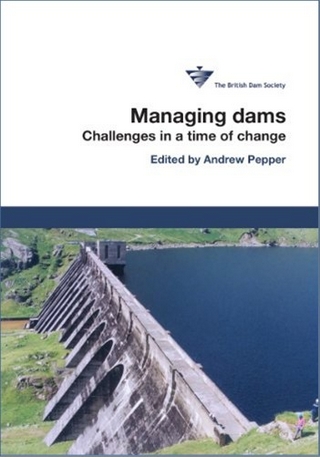 The British Dam Society
Managing dams
Challenges in a time of change
Edited by Andrew Pepper